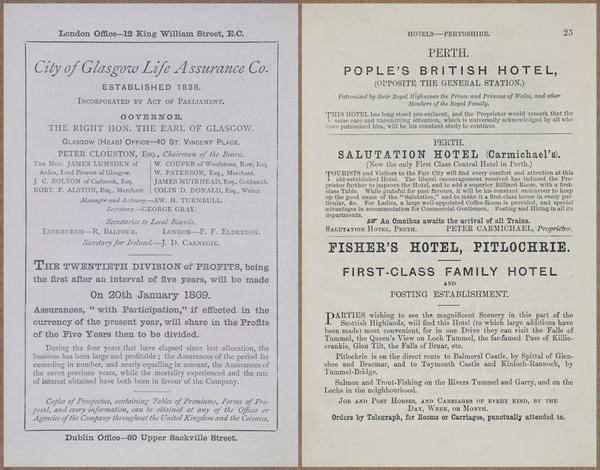 London Office—12 King William Street, E.C.
City of Glasgow Life Assurance Co.
ESTABLISHED 1838.
INCORPORATED BY ACT OF PARLIAMENT.
GOVERNOR
THE RIGHT HON. THE EARL OF GLASGOW.
GLASGOW (HEAD) OFFICE—40 ST. VINCENT PLACE.
PETER CLOUSTON, ESQ., Chairman of the Board.
The Hon. JAMES LUMSDEN of
Arden, Lord Provost of Glasgow.
J. C. BOLTON of Carbrook, Esq.
ROBT. F. ALSTON, Esq., Merchant.
W. COUPER of Woodstone, Row, Esq.
W. PATERSON, Esq., Merchant.
JAMES MUIRHEAD, Esq., Goldsmith.
COLIN D. DONALD, Esq., Writer.
Manager and Actuary.—AW. H. TURNBULL.
Secretary.—GEORGE GRAY.
Secretaries to Local Boards.
EDINBURGH—R. BALFOUR. LONDON—F. F. ELDERTON.
Secretary for Ireland.—J. D. CARNEGIE.
THE TWENTIETH DIVISION of PROFITS, being
the first after an interval of five years, will be made
On 20th January 1869.
Assurances, "with Participation," if effected in the
currency of the present year, will share in the Profits
of the Five Years then to be divided.
During the four years that have elapsed since last allocation, the
business has been large and profitable; the Assurances of the period far
exceeding in number, and nearly equalling in amount, the Assurances of
the seven previous years, while the mortality experienced and the rate
of interest obtained have both been in favour of the Company.
Copies of Prospectus, containing Tables of Premiums, Forms of Pro-
posal, and every information, can be obtained at any of the Offices or
Agencies of the Company throughout the United Kingdom and the Colonies.
Dublin Office—60 Upper Sackville Street.
HOTELS—PERTHSHIRE. 25
PERTH.
POPLE'S BRITISH HOTEL,
(OPPOSITE THE GENERAL STATION.)
Patronised by their Royal Highnesses the Prince and Princess of Wales, and other
Members of the Royal Family.
THIS HOTEL has long stood pre-eminent, and the Proprietor would remark that the
same care and unremitting attention, which is universally acknowledged by all who
have patronised him, will be his constant study to continue.
PERTH.
SALUTATION HOTEL (Carmichael's).
(Now the only First Class Central Hotel in Perth.)
TOURISTS and Visitors to the Fair City will find every comfort and attention at this
old-established Hotel. The liberal encouragement received has induced the Pro-
prietor further to improve the Hotel, and to add a superior Billiard-Room, with a first-
class Table. While grateful for past favours, it will be his constant endeavour to keep
up the good name of the "Salutation," and to make it a first-class house in every par-
ticular, &c. For Ladies, a large well-appointed Coffee-Room is provided, and special
advantages in accommodation for Commercial Gentlemen. Posting and Hiring in all its
departments.
☞ An Omnibus awaits the arrival of all Trains.
SALUTATION HOTEL, PERTH. PETER CARMICHAEL, Proprietor.
FISHER'S HOTEL, PITLOCHRIE.
FIRST-CLASS FAMILY HOTEL
AND
POSTING ESTABLISHMENT.
PARTIES wishing to see the magnificent Scenery in this part of the
Scottish Highlands, will find this Hotel (to which large additions have
been made) most convenient, for in one Drive they can visit the Falls of
Tummel, the Queen's View on Loch Tummel, the far-famed Pass of Killie-
crankie, Glen Tilt, the Falls of Bruar, etc.
Pitlochrie is on the direct route to Balmoral Castle, by Spittal of Glen-
shee and Braemar, and to Taymouth Castle and Kinloch-Rannoch, by
Tummel-Bridge.
Salmon and Trout-Fishing on the Rivers Tummel and Garry, and on the
Lochs in the neighbourhood.
JOB AND POST HORSES, AND CARRIAGES OF EVERY KIND, BY THE
DAY, WEEK, OR MONTH.
Orders by Telegraph, for Rooms or Carriages, punctually attended to.